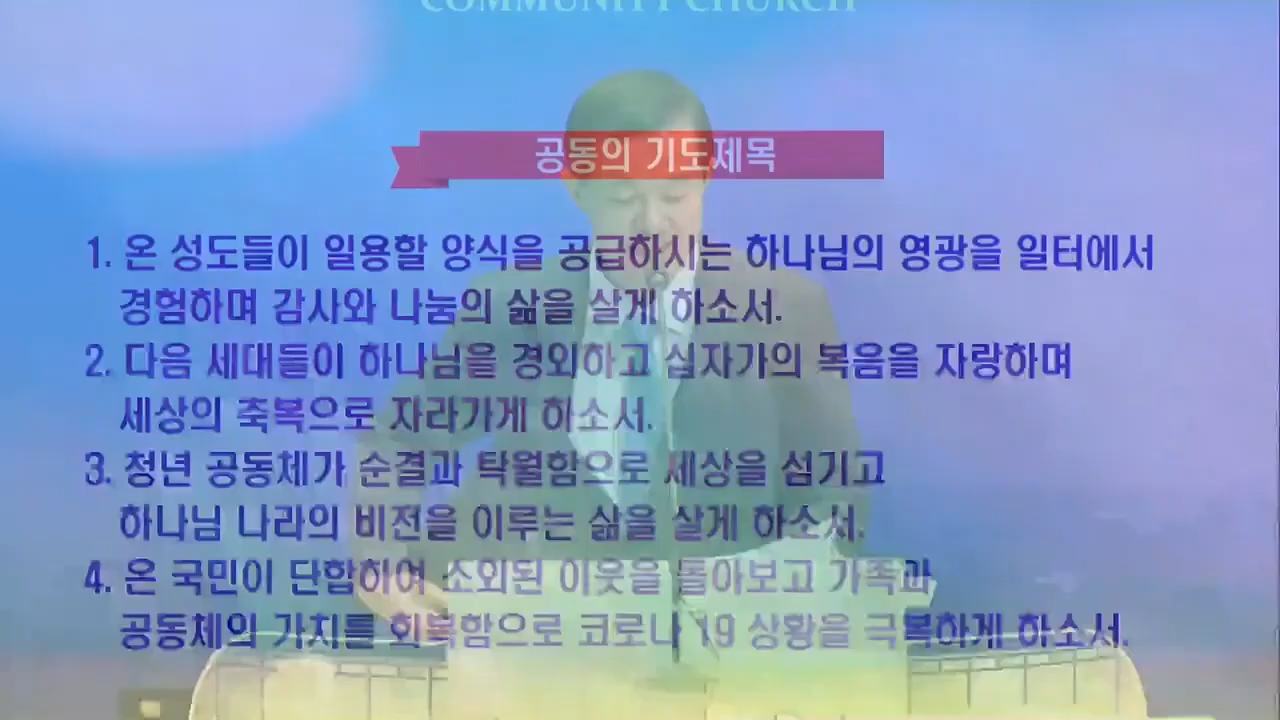 COMMUNITY CHURCH
공동의 기도제목
1. 온 성도들이 일용할 양식을 공급하시는 하나님의 영광을 일터에서
경험하며 감사와 나눔의 삶을 살게 하소서.
2. 다음 세대들이 하나님을 경외하고 십자가의 복음을 자랑하며
세상의 축복으로 자라가게 하소서.
3. 청년 공동체가 순결과 탁월함으로 세상을 섬기고
하나님 나라의 비전을 이루는 삶을 살게 하소서.
4. 온 국민이 단합하여 소외된 이웃을 돌아보고 가족과
공동체의 가치를 회복함으로 코로나 19 상황을 극복하게 하소서.